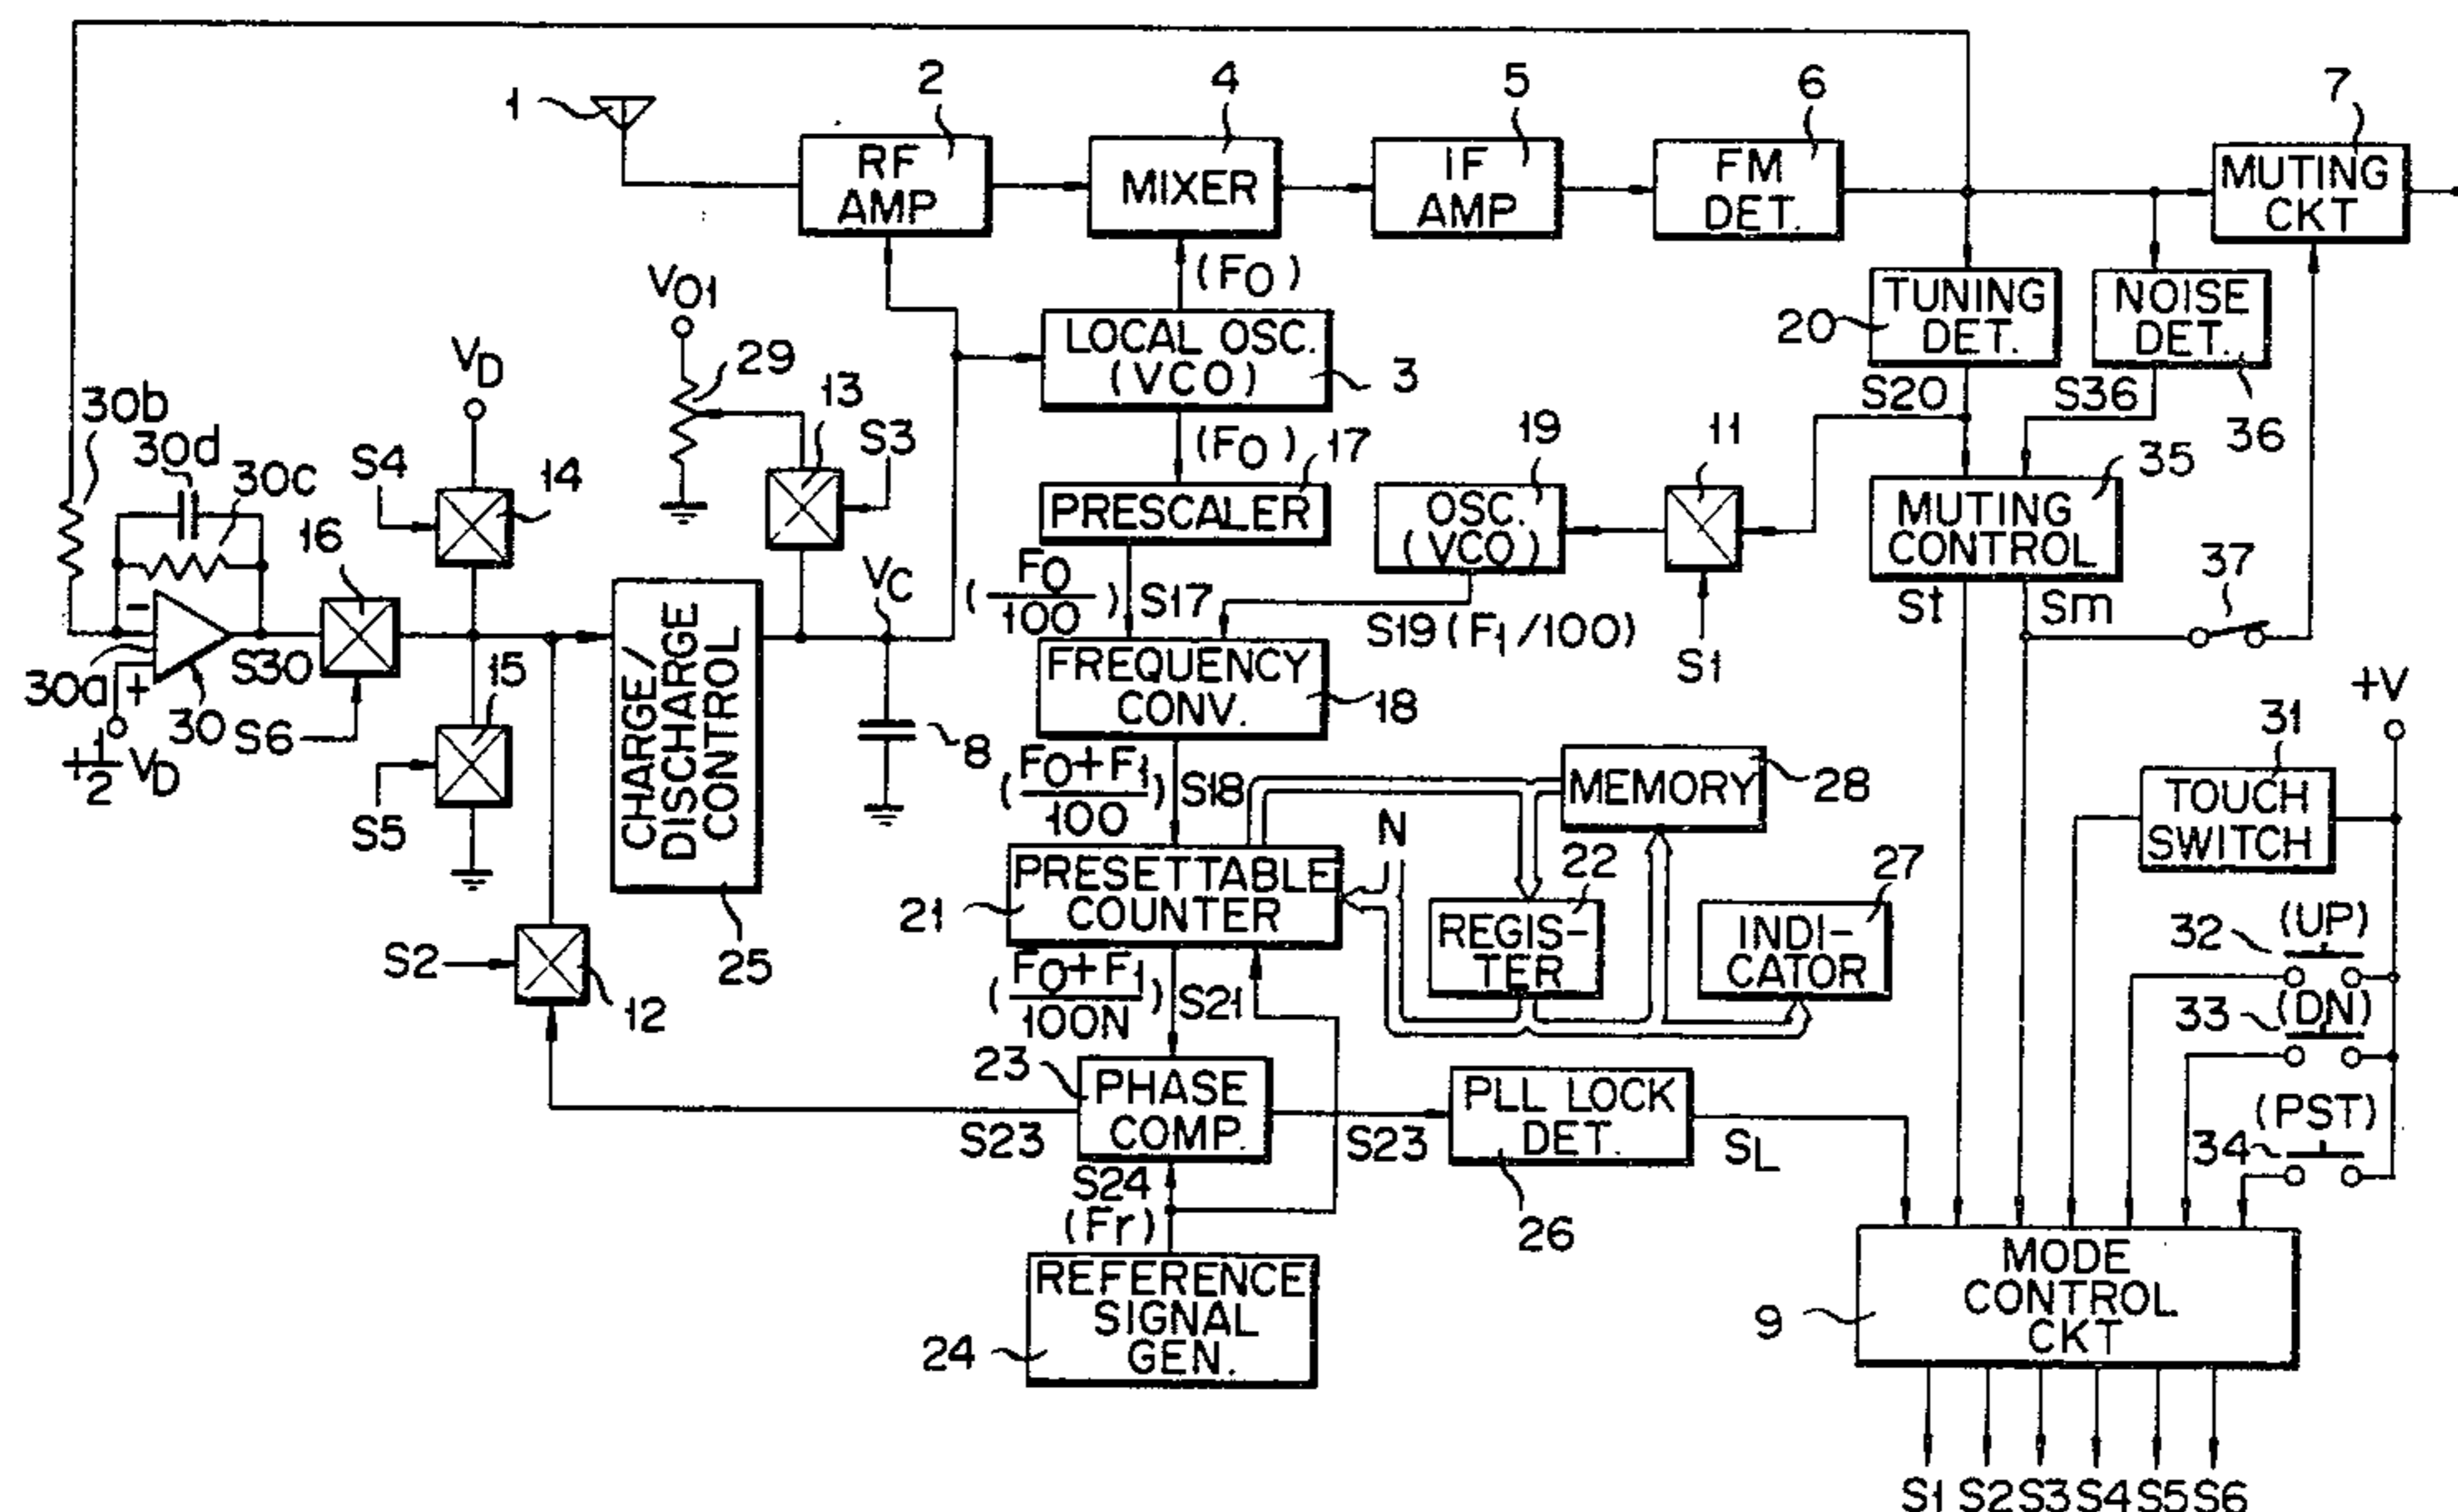 1
2
4
5
6
7
RF
AMP
MIXER
IF
AMP
FM
DET.
MUTING
CKT
(F0)
V01
29
13
S3
LOCAL OSC.
(VCO)
3
20
TUNING
DET.
NOISE
DET.
36
S20
S36
VD
30b
30d
30c
S4
14
16
(F0)
17
PRESCALER
19
OSC.
(VCO)
11
S1
35
MUTING
CONTROL
St
Sm
37
30a
-
+
30
S30
S6
+1/2 VD
15
S5
CHARGE/
DISCHARGE
CONTROL
25
VC
8
(F0/100)
S17
S19 (F1/100)
FREQUENCY
CONV.
18
(F0+F1/100)
S18
MEMORY
28
N
+V
31
TOUCH
SWITCH
21
PRESETTABLE
COUNTER
22
REGIS-
TER
27
INDI-
CATOR
32
(UP)
33
(DN)
(PST)
34
S2
12
(F0+F1/100N)
S21
23
PHASE
COMP.
S23
S23
PLL LOCK
DET.
26
SL
S24
(Fr)
24
REFERENCE
SIGNAL
GEN.
9
MODE
CONTROL
CKT
S1 S2 S3 S4 S5 S6